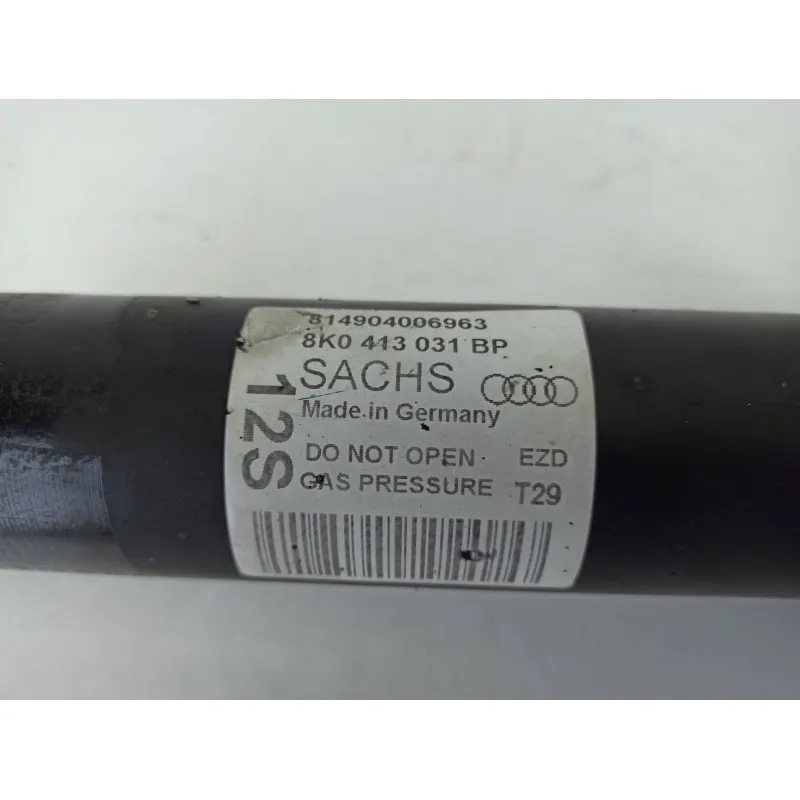 814904006963
8K0 413 031 BP
SACHS
Made in Germany
12S
DO NOT OPEN EZD
GAS PRESSURE T29